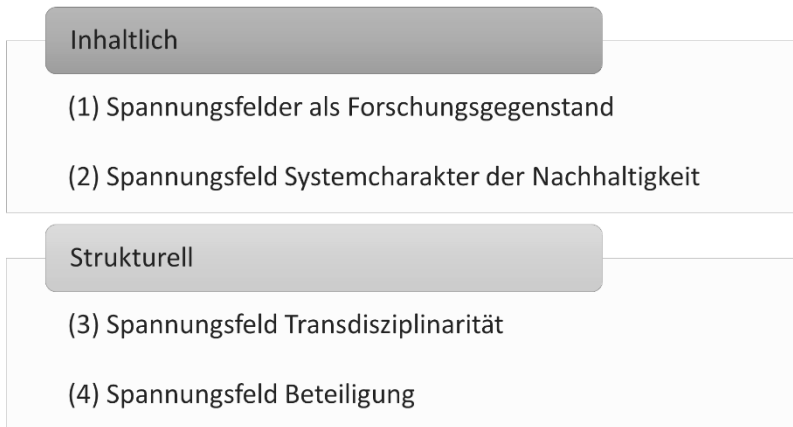 Inhaltlich
(1) Spannungsfelder als Forschungsgegenstand
(2) Spannungsfeld Systemcharakter der Nachhaltigkeit
Strukturell
(3) Spannungsfeld Transdisziplinarität
(4) Spannungsfeld Beteiligung